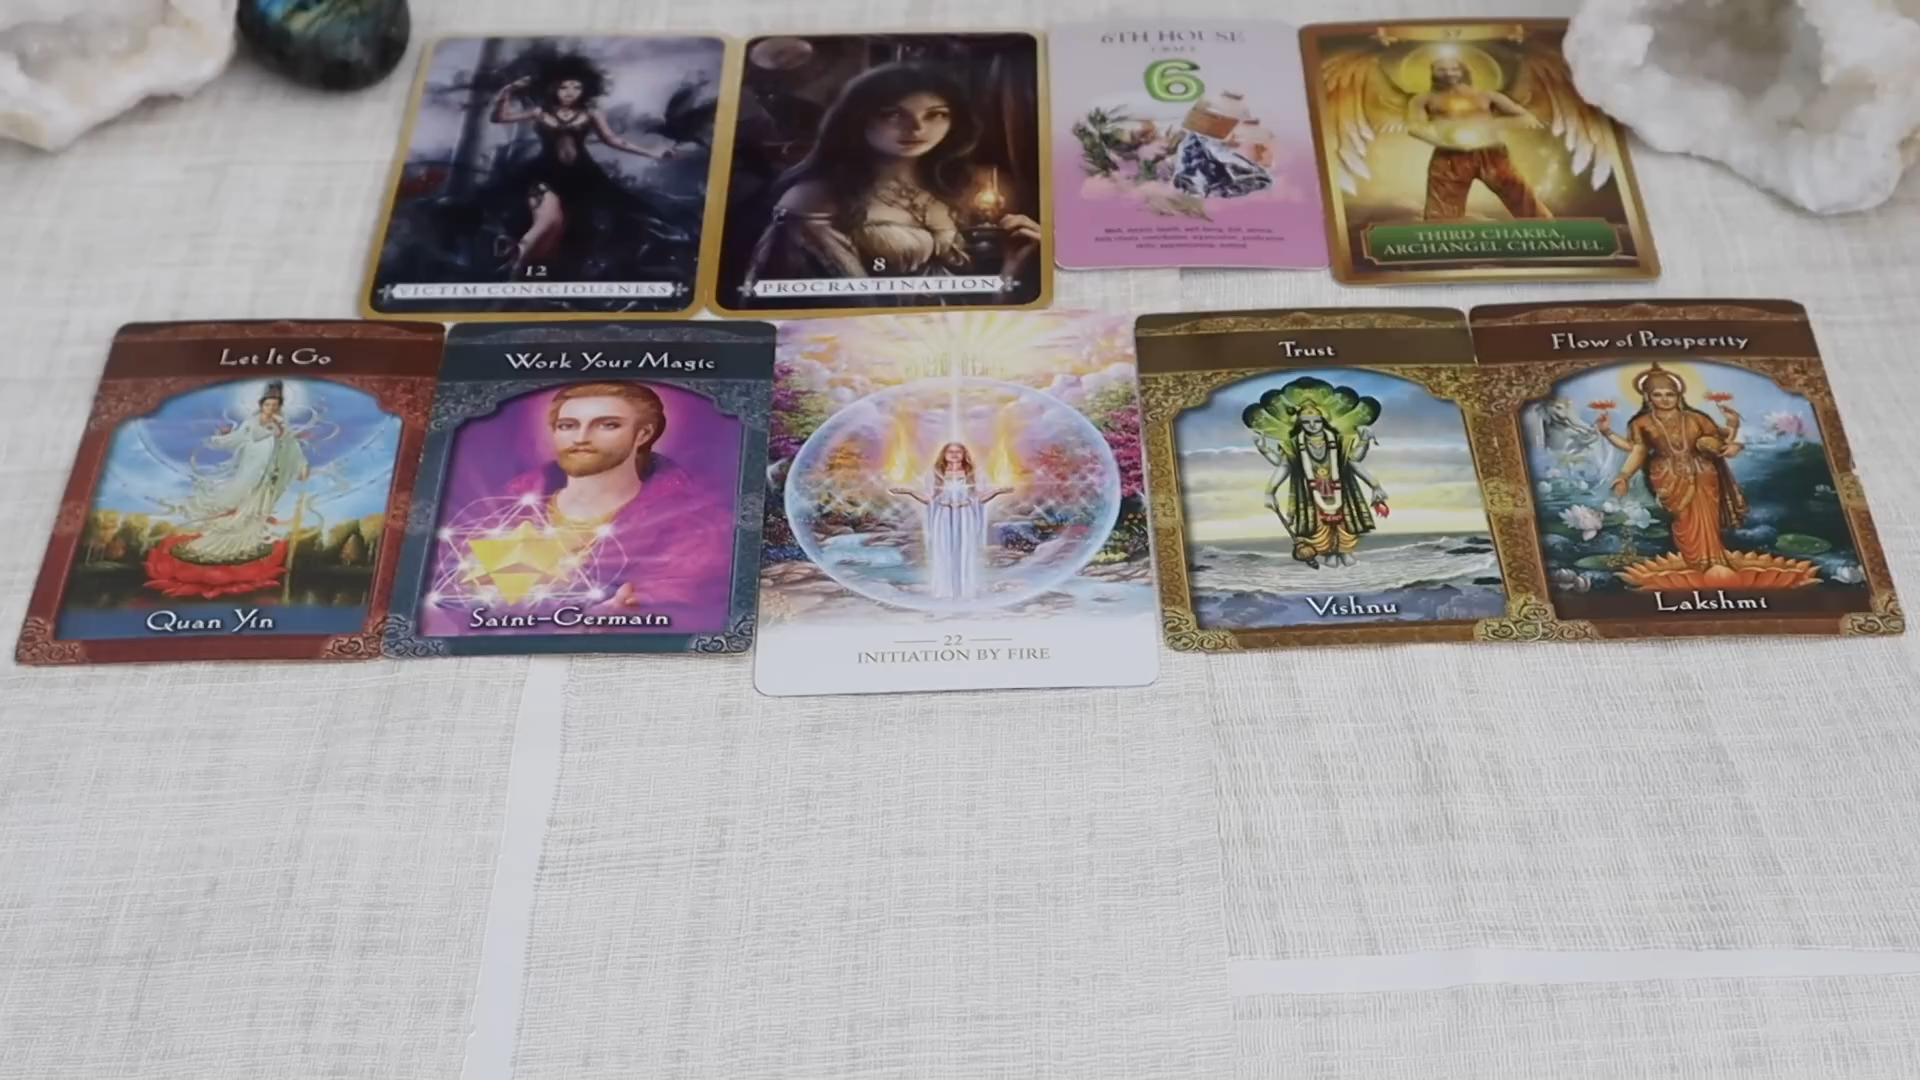 12
VICTIM CONSCIOUSNESS
8
PROCRASTINATION
6TH HOUSE
6
37
THIRD CHAKRA,
ARCHANGEL CHAMUEL
Let It Go
Quan Yin
Work Your Magic
Saint-Germain
22
INITIATION BY FIRE
Trust
Vishnu
Flow of Prosperity
Lakshmi